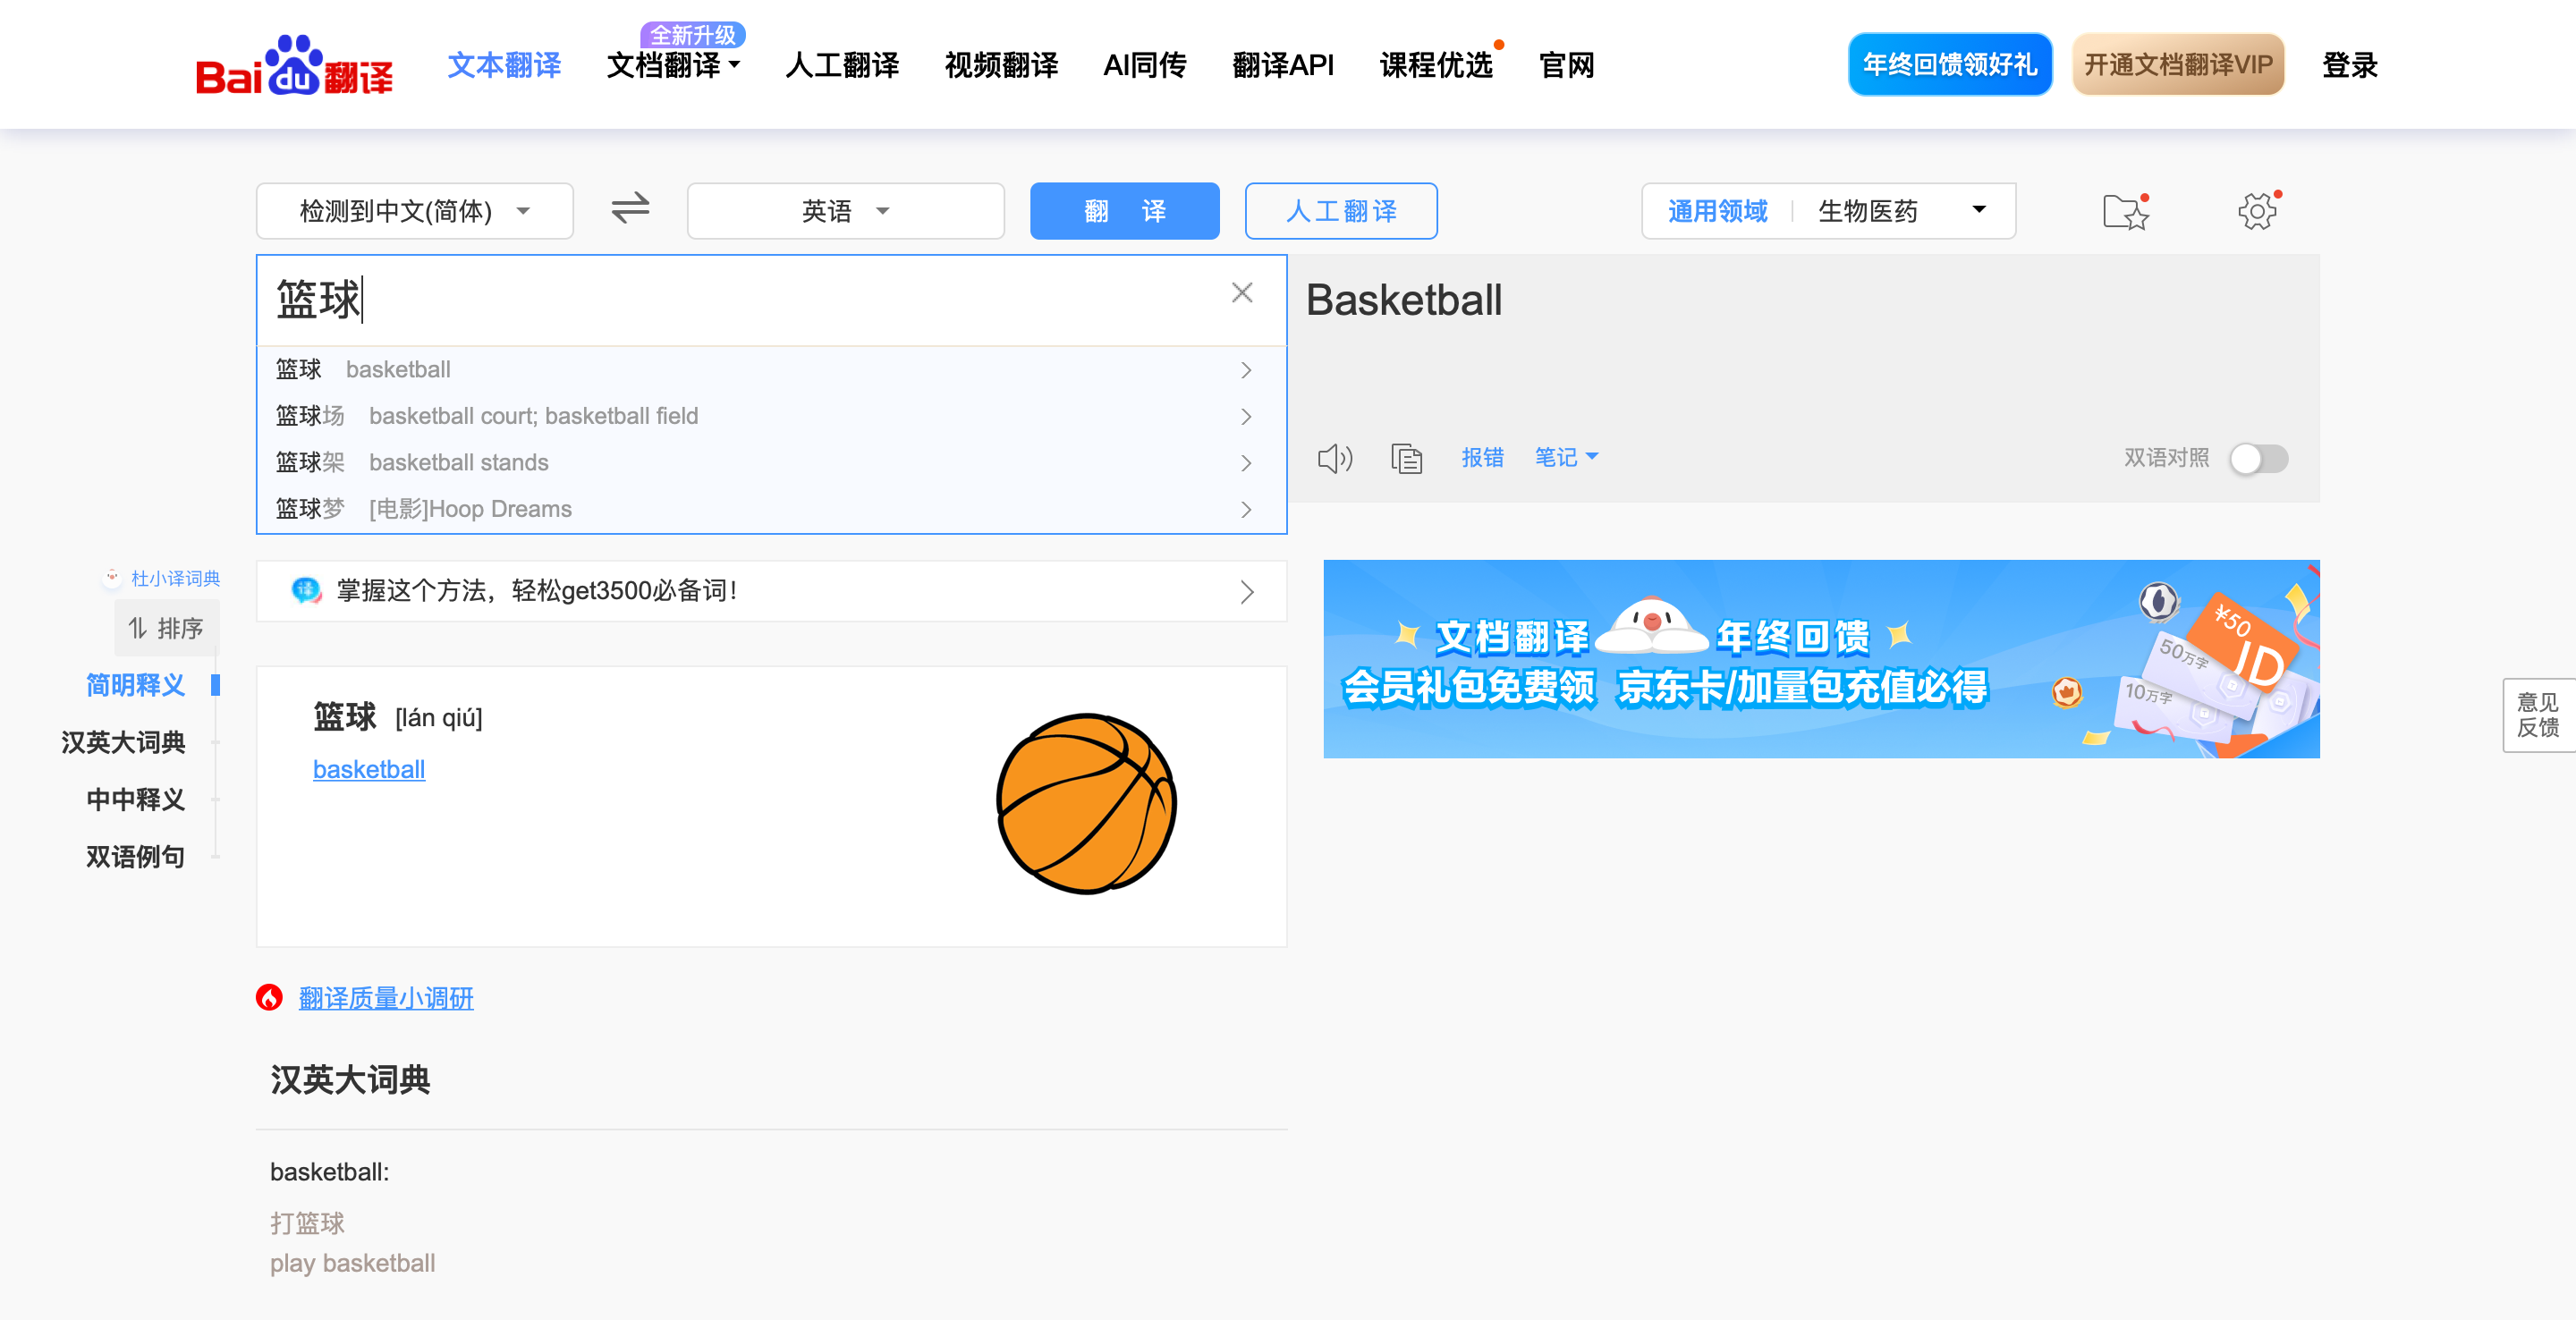 Baidu翻译
文本翻译
全新升级
文档翻译
人工翻译
视频翻译
AI同传
翻译API
课程优选
官网
年终回馈领好礼
开通文档翻译VIP
登录
检测到中文(简体)
英语
翻 译
人工翻译
通用领域
生物医药
篮球
Basketball
篮球 basketball
篮球场 basketball court; basketball field
篮球架 basketball stands
篮球梦 [电影]Hoop Dreams
报错
笔记
双语对照
杜小译词典
排序
简明释义
汉英大词典
中中释义
双语例句
译
掌握这个方法，轻松get3500必备词！
文档翻译 年终回馈
会员礼包免费领 京东卡/加量包充值必得
¥50
JD
50万字
10万字
意见
反馈
篮球 [lán qiú]
basketball
翻译质量小调研
汉英大词典
basketball:
打篮球
play basketball